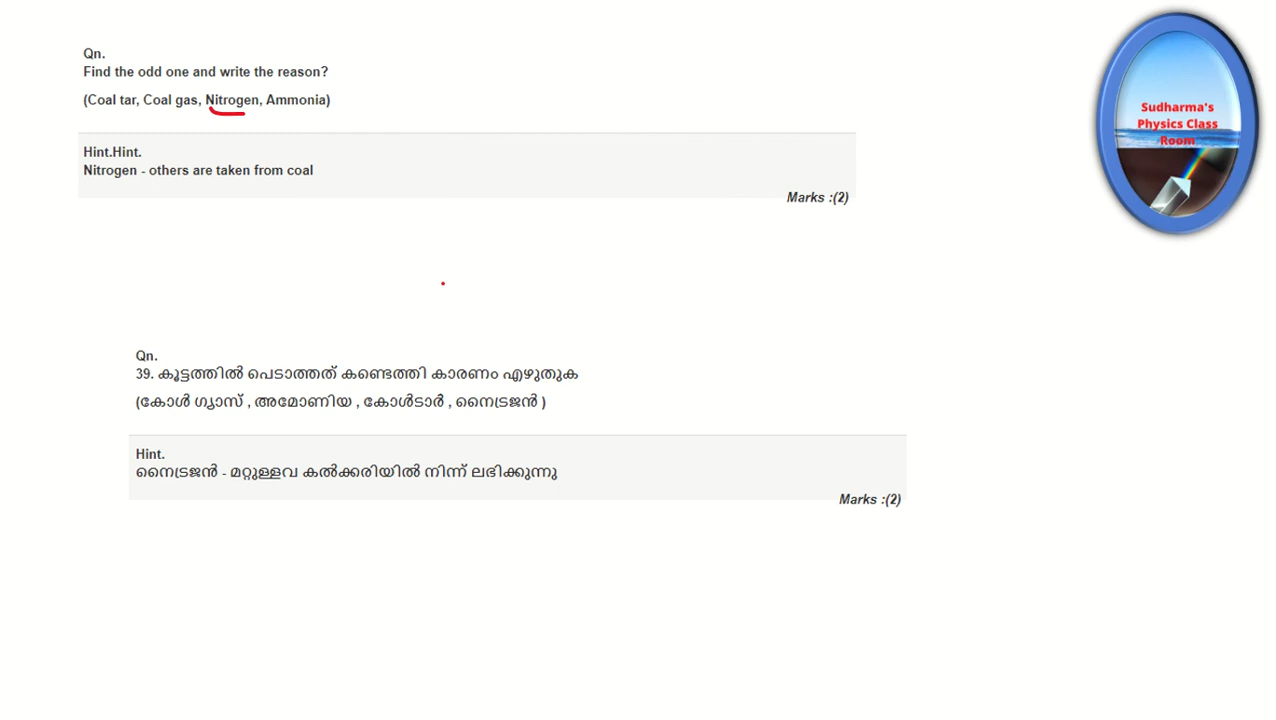 Qn.
Find the odd one and write the reason?
(Coal tar, Coal gas, Nitrogen, Ammonia)
Hint.Hint.
Nitrogen - others are taken from coal
Marks :(2)
Sudharma's
Physics Class
Room
Qn.
39. കൂട്ടത്തിൽ പെടാത്തത് കണ്ടെത്തി കാരണം എഴുതുക
(കോൾ ഗ്യാസ് , അമോണിയ , കോൾടാർ , നൈട്രജൻ )
Hint.
നൈട്രജൻ - മറ്റുള്ളവ കൽക്കരിയിൽ നിന്ന് ലഭിക്കുന്നു
Marks :(2)